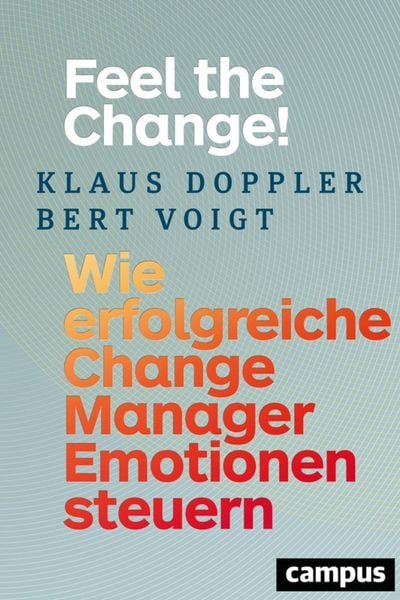 Feel the
Change!
KLAUS DOPPLER
BERT VOIGT
Wie
erfolgreiche
Change
Manager
Emotionen
steuern
campus